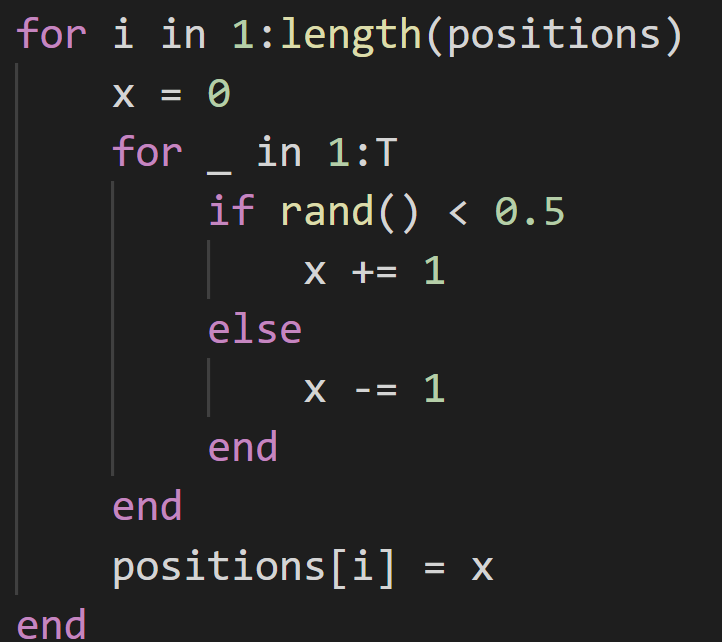 for i in 1:length(positions)
    x = 0
    for _ in 1:T
        if rand() < 0.5
            x += 1
        else
            x -= 1
        end
    end
    positions[i] = x
end